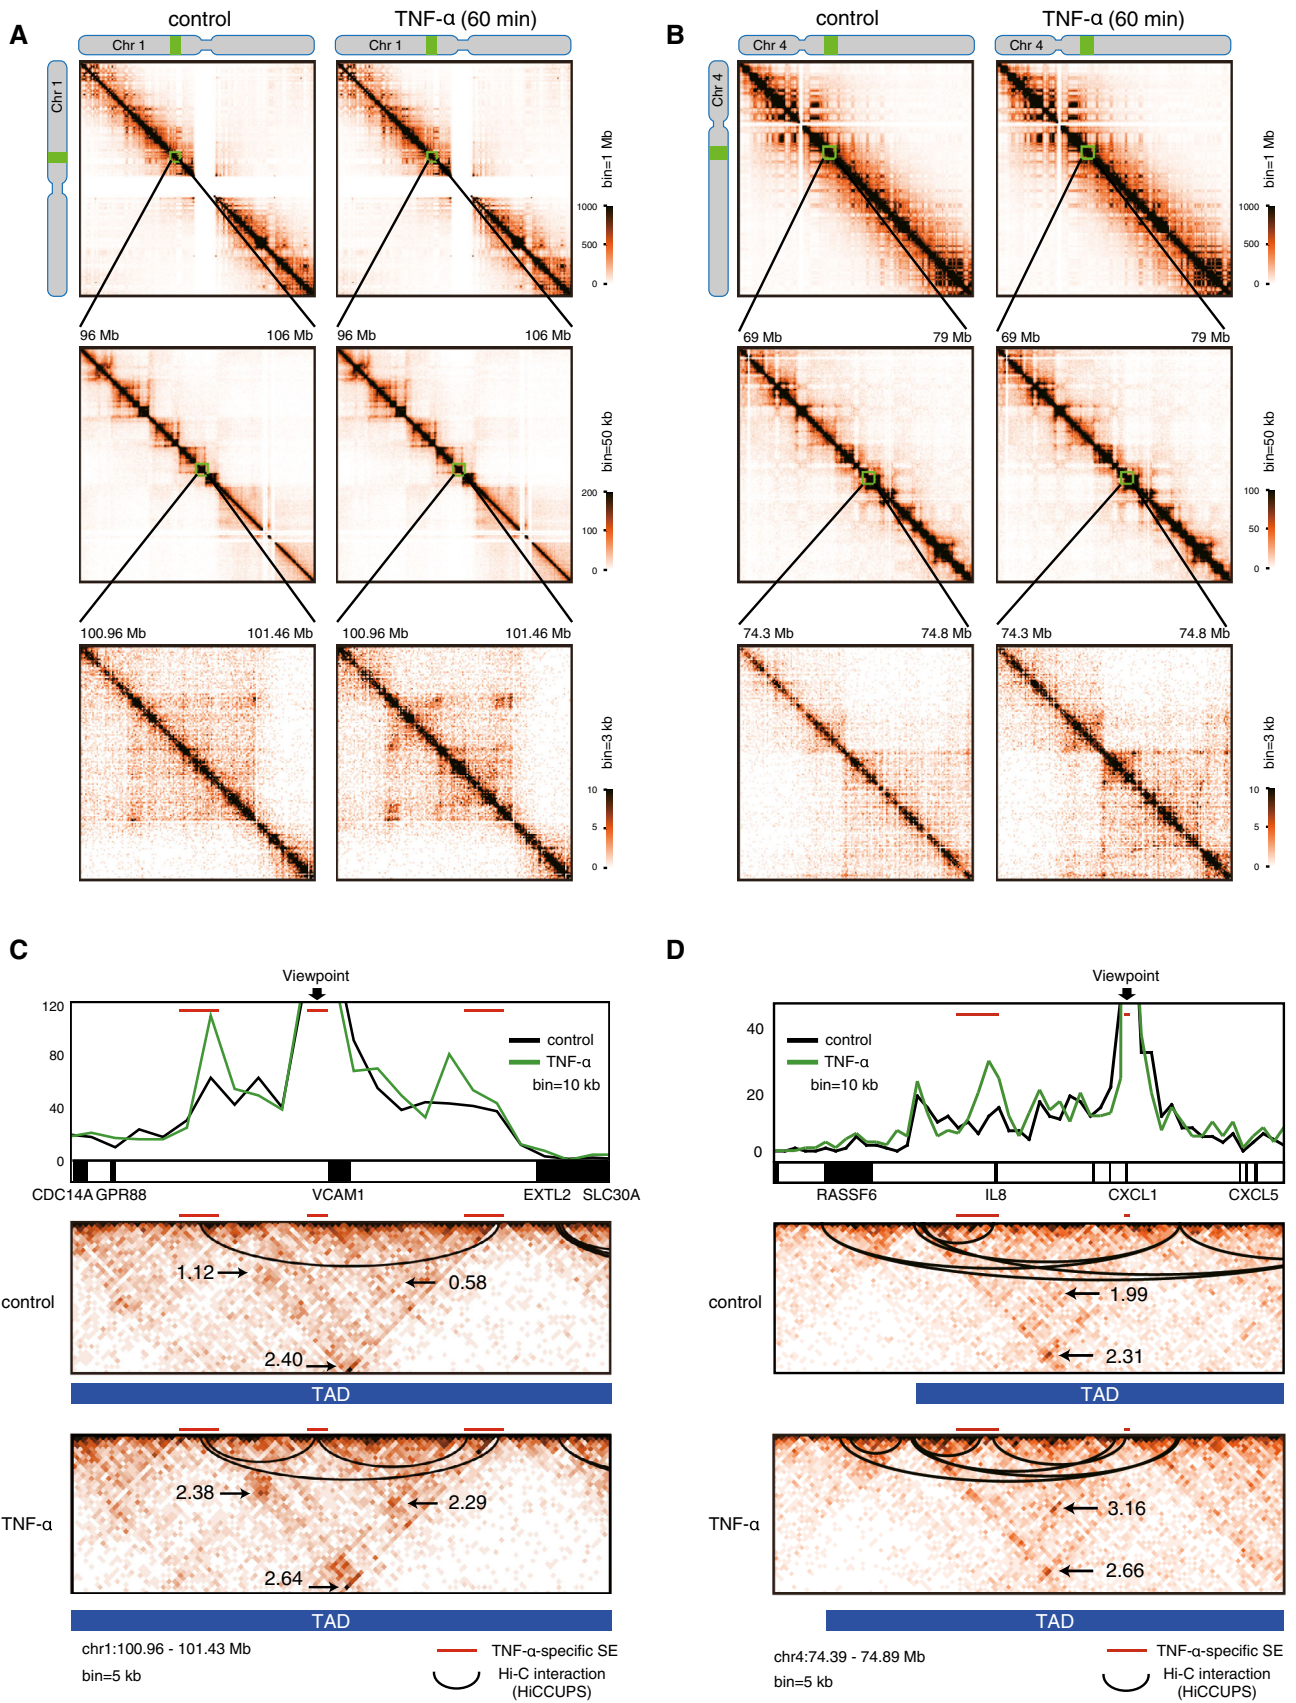 A
control
TNF-α (60 min)
Chr 1
Chr 1
Chr 1
bin=1 Mb
1000
500
0
96 Mb
106 Mb
96 Mb
106 Mb
bin=50 kb
200
100
0
100.96 Mb
101.46 Mb
100.96 Mb
101.46 Mb
bin=3 kb
10
5
0
B
control
TNF-α (60 min)
Chr 4
Chr 4
Chr 4
bin=1 Mb
1000
500
0
69 Mb
79 Mb
69 Mb
79 Mb
bin=50 kb
100
50
0
74.3 Mb
74.8 Mb
74.3 Mb
74.8 Mb
bin=3 kb
10
5
0
C
Viewpoint
120
80
40
0
control
TNF-α
bin=10 kb
CDC14A GPR88 VCAM1 EXTL2 SLC30A
control
1.12
0.58
2.40
TAD
TNF-α
2.38
2.29
2.64
TAD
chr1:100.96 - 101.43 Mb
bin=5 kb
TNF-α-specific SE
Hi-C interaction
(HiCCUPS)
D
Viewpoint
40
20
0
control
TNF-α
bin=10 kb
RASSF6 IL8 CXCL1 CXCL5
control
1.99
2.31
TAD
TNF-α
3.16
2.66
TAD
chr4:74.39 - 74.89 Mb
bin=5 kb
TNF-α-specific SE
Hi-C interaction
(HiCCUPS)